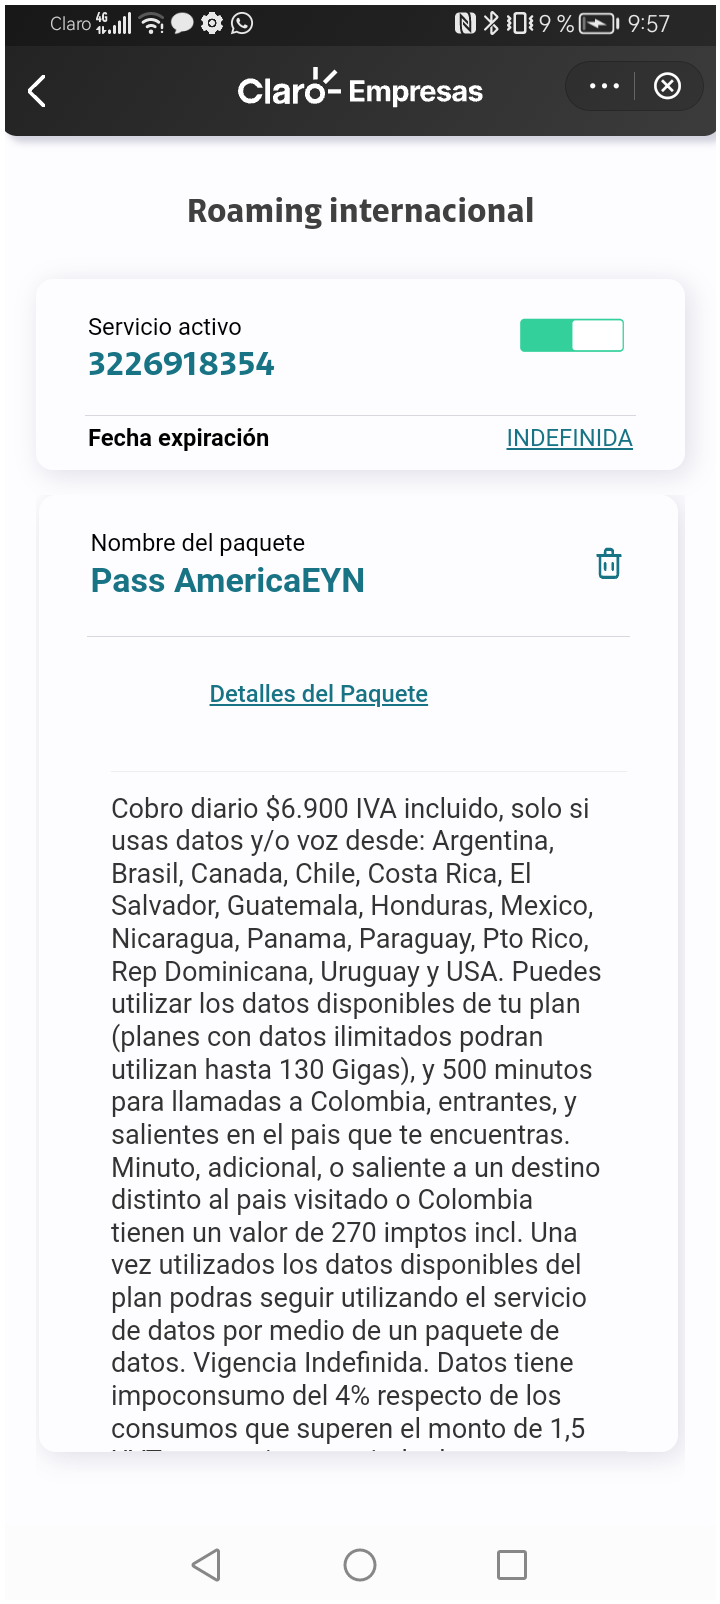 Claro 4G 9 % 9:57
Claro Empresas
Roaming internacional
Servicio activo
3226918354
Fecha expiración INDEFINIDA
Nombre del paquete
Pass AmericaEYN
Detalles del Paquete
Cobro diario $6.900 IVA incluido, solo si
usas datos y/o voz desde: Argentina,
Brasil, Canada, Chile, Costa Rica, El
Salvador, Guatemala, Honduras, Mexico,
Nicaragua, Panama, Paraguay, Pto Rico,
Rep Dominicana, Uruguay y USA. Puedes
utilizar los datos disponibles de tu plan
(planes con datos ilimitados podran
utilizan hasta 130 Gigas), y 500 minutos
para llamadas a Colombia, entrantes, y
salientes en el pais que te encuentras.
Minuto, adicional, o saliente a un destino
distinto al pais visitado o Colombia
tienen un valor de 270 imptos incl. Una
vez utilizados los datos disponibles del
plan podras seguir utilizando el servicio
de datos por medio de un paquete de
datos. Vigencia Indefinida. Datos tiene
impoconsumo del 4% respecto de los
consumos que superen el monto de 1,5